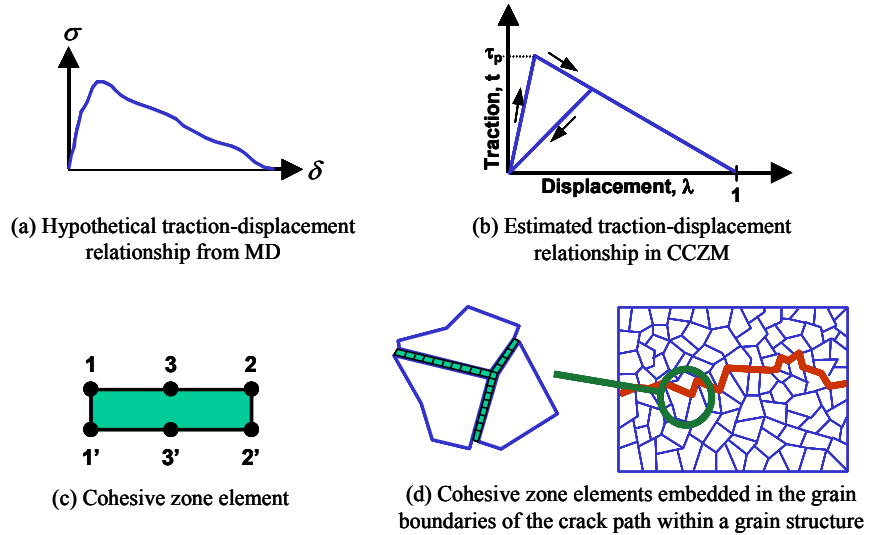 σ
δ
(a) Hypothetical traction-displacement
relationship from MD
τp
Traction, t
Displacement, λ
1
(b) Estimated traction-displacement
relationship in CCZM
1 3 2
1’ 3’ 2’
(c) Cohesive zone element
(d) Cohesive zone elements embedded in the grain
boundaries of the crack path within a grain structure